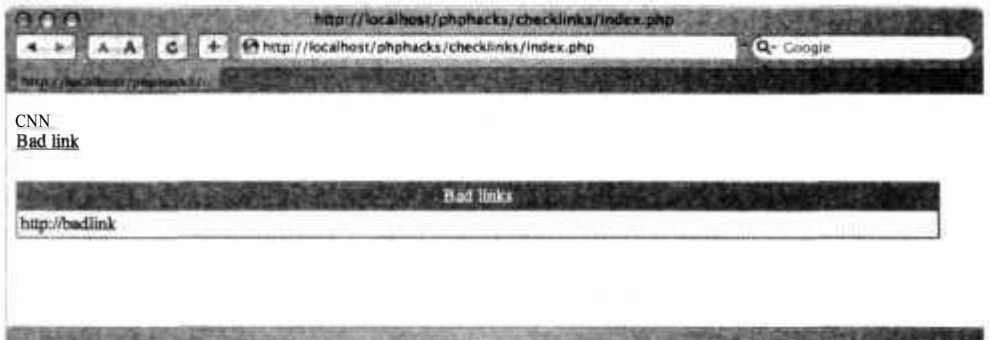 http://localhost/phphacks/checklinks/index.php
A A C + http://localhost/phphacks/checklinks/index.php Q- Google
CNN
Bad link
Bad links
http://badlink